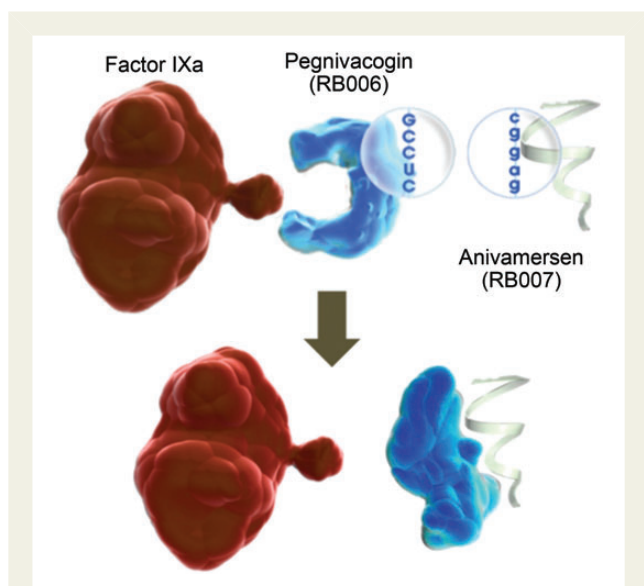 Factor IXa
Pegnivacogin
(RB006)
G
C
C
U
C
c
g
g
a
g
Anivamersen
(RB007)